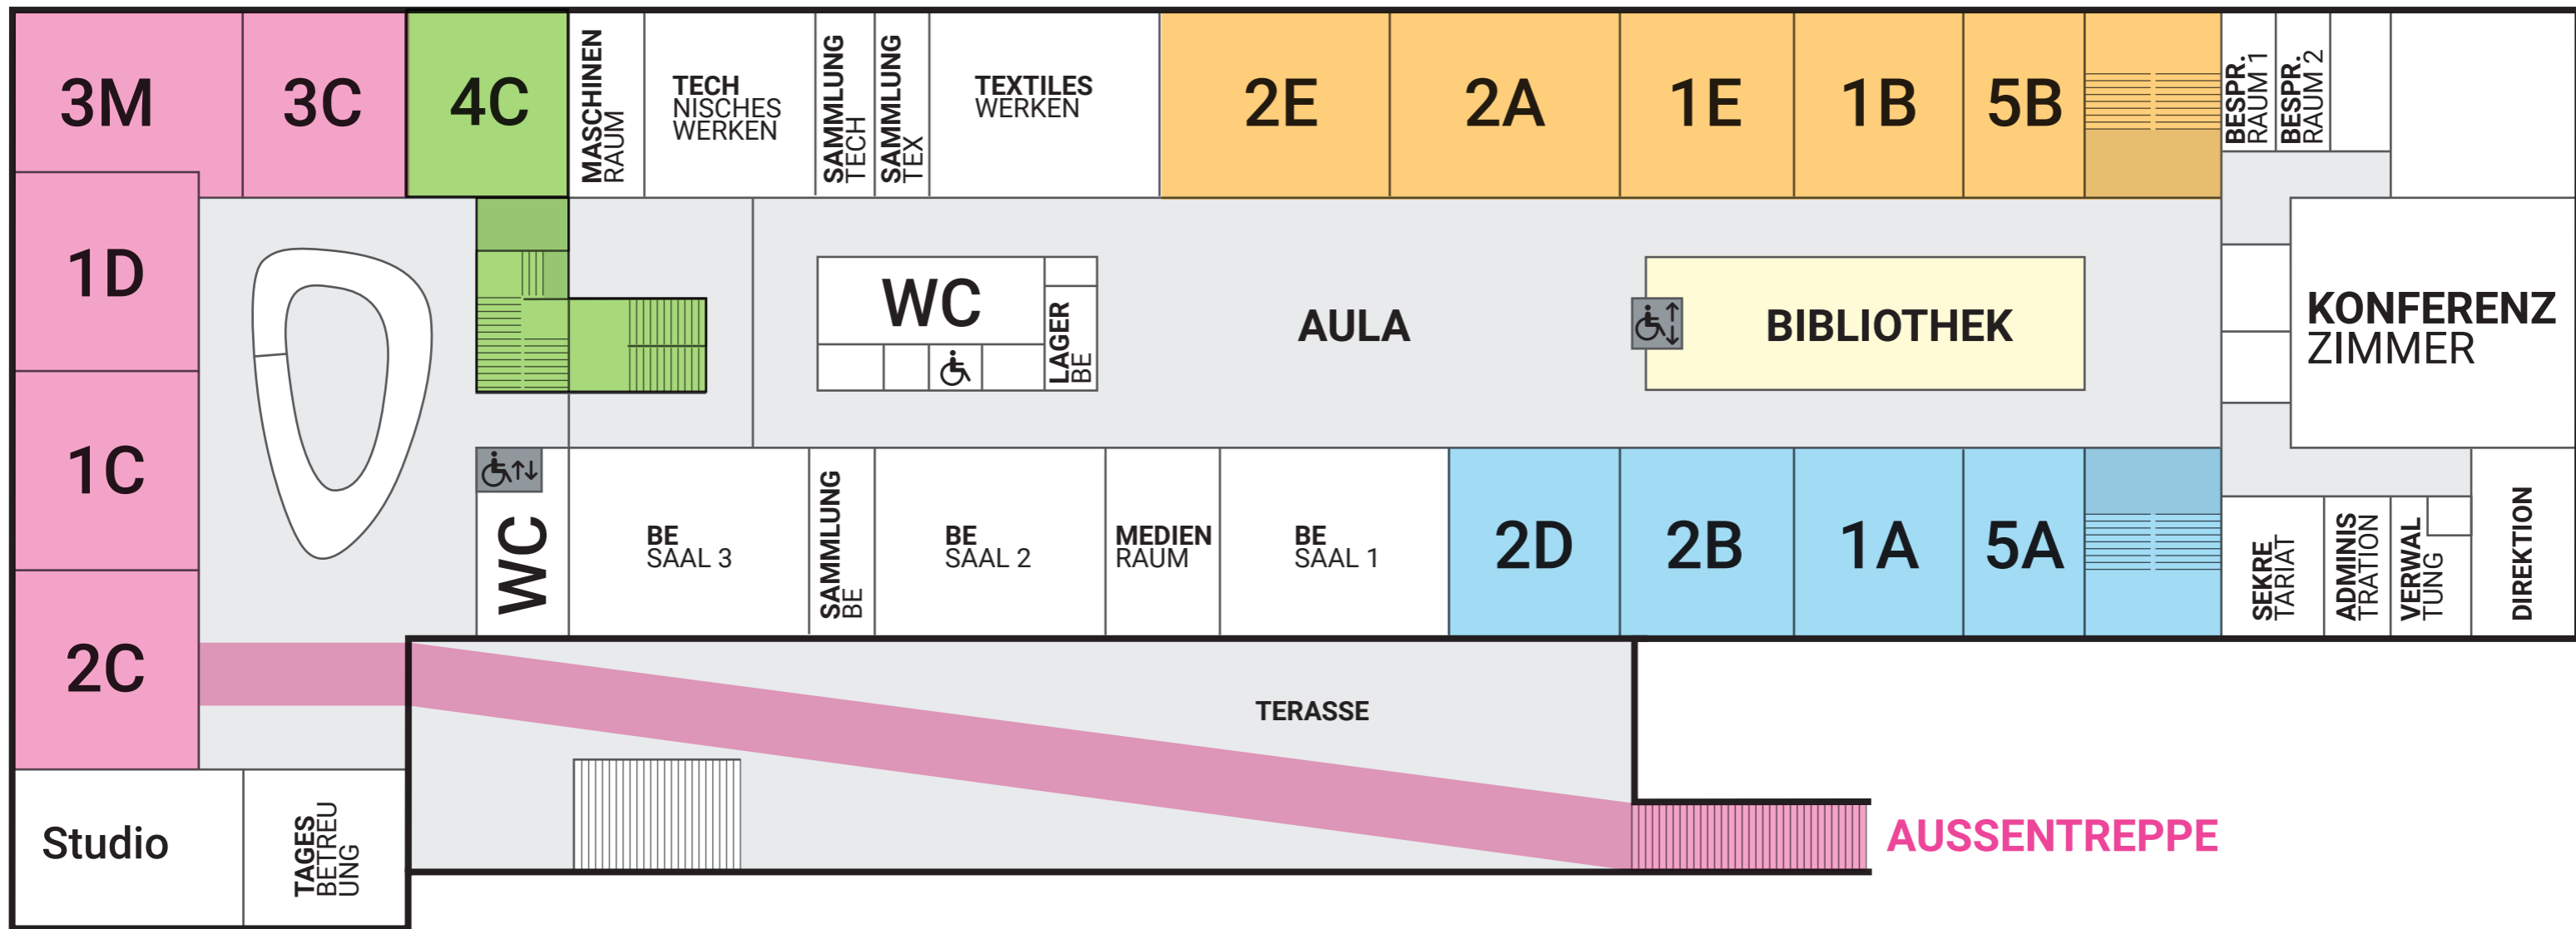 3M
3C
4C
MASCHINEN
RAUM
TECH
NISCHES
WERKEN
SAMMLUNG
TECH
SAMMLUNG
TEX
TEXTILES
WERKEN
2E
2A
1E
1B
5B
BESPR.
RAUM 1
BESPR.
RAUM 2
1D
WC
LAGER
BE
AULA
BIBLIOTHEK
KONFERENZ
ZIMMER
1C
WC
BE
SAAL 3
SAMMLUNG
BE
BE
SAAL 2
MEDIEN
RAUM
BE
SAAL 1
2D
2B
1A
5A
SEKRE
TARIAT
ADMINIS
TRATION
VERWAL
TUNG
DIREKTION
2C
TERASSE
Studio
TAGES
BETREU
UNG
AUSSENTREPPE